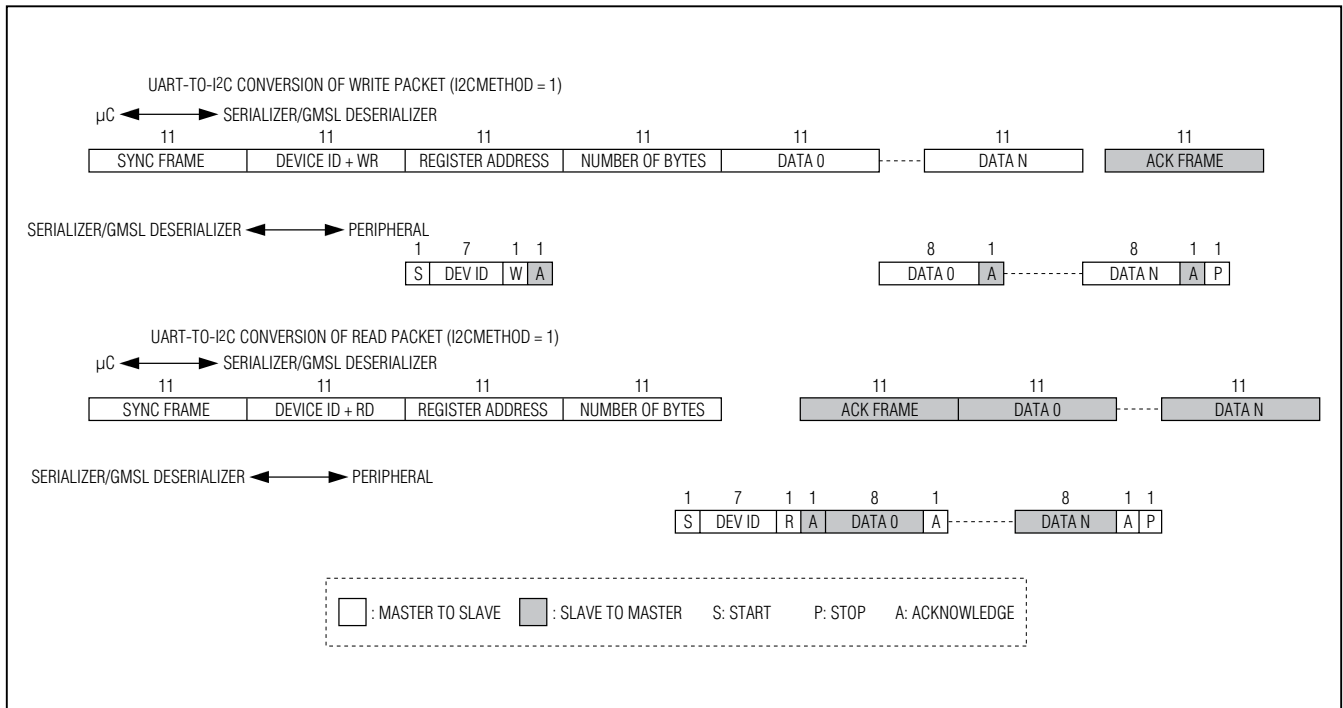 UART-TO-I2C CONVERSION OF WRITE PACKET (I2CMETHOD = 1)
µC SERIALIZER/GMSL DESERIALIZER
11 11 11 11 11 11 11
SYNC FRAME DEVICE ID + WR REGISTER ADDRESS NUMBER OF BYTES DATA 0 DATA N ACK FRAME
SERIALIZER/GMSL DESERIALIZER PERIPHERAL
1 7 1 1 8 1 8 1 1
S DEV ID W A DATA 0 A DATA N A P
UART-TO-I2C CONVERSION OF READ PACKET (I2CMETHOD = 1)
µC SERIALIZER/GMSL DESERIALIZER
11 11 11 11 11 11 11
SYNC FRAME DEVICE ID + RD REGISTER ADDRESS NUMBER OF BYTES ACK FRAME DATA 0 DATA N
SERIALIZER/GMSL DESERIALIZER PERIPHERAL
1 7 1 1 8 1 8 1 1
S DEV ID R A DATA 0 A DATA N A P
: MASTER TO SLAVE : SLAVE TO MASTER S: START P: STOP A: ACKNOWLEDGE